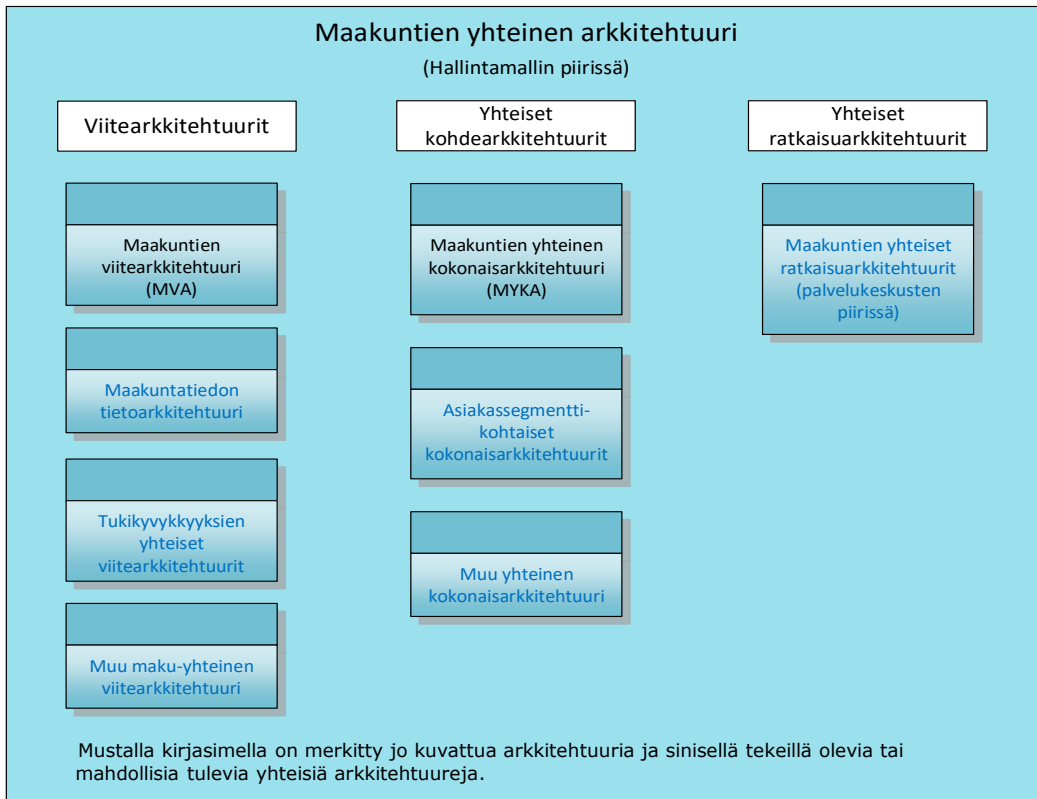 Maakuntien yhteinen arkkitehtuuri
(Hallintamallin piirissä)
Viitearkkitehtuurit
Yhteiset
kohdearkkitehtuurit
Yhteiset
ratkaisuarkkitehtuurit
Maakuntien
viitearkkitehtuuri
(MVA)
Maakuntatiedon
tietoarkkitehtuuri
Tukikyvykkyyksien
yhteiset
viitearkkitehtuurit
Muu maku-yhteinen
viitearkkitehtuuri
Maakuntien yhteinen
kokonaisarkkitehtuuri
(MYKA)
Asiakassegmentti-
kohtaiset
kokonaisarkkitehtuurit
Muu yhteinen
kokonaisarkkitehtuuri
Maakuntien yhteiset
ratkaisuarkkitehtuurit
(palvelukeskusten
piirissä)
Mustalla kirjasimella on merkitty jo kuvattua arkkitehtuuria ja sinisellä tekeillä olevia tai
mahdollisia tulevia yhteisiä arkkitehtuureja.